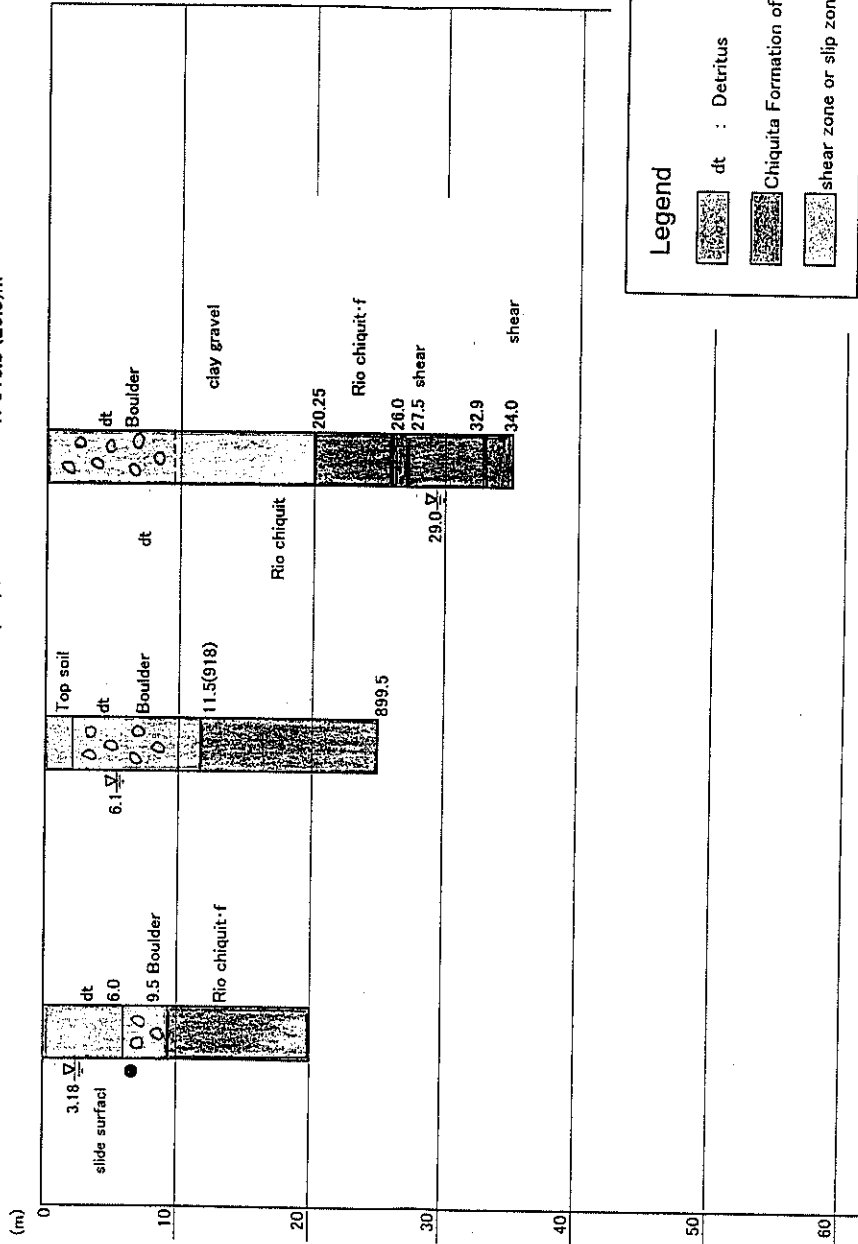 (m)
0
10
20
30
40
50
60
3.18
slide surfacl
dt
6.0
9.5 Boulder
Rio chiquit·f
6.1
Top soil
dt
Boulder
11.5(918)
899.5
dt
Rio chiquit
29.0
dt
Boulder
clay gravel
20.25
Rio chiquit·f
26.0
27.5 shear
32.9
34.0
shear
Legend
dt : Detritus
Chiquita Formation of
shear zone or slip zon